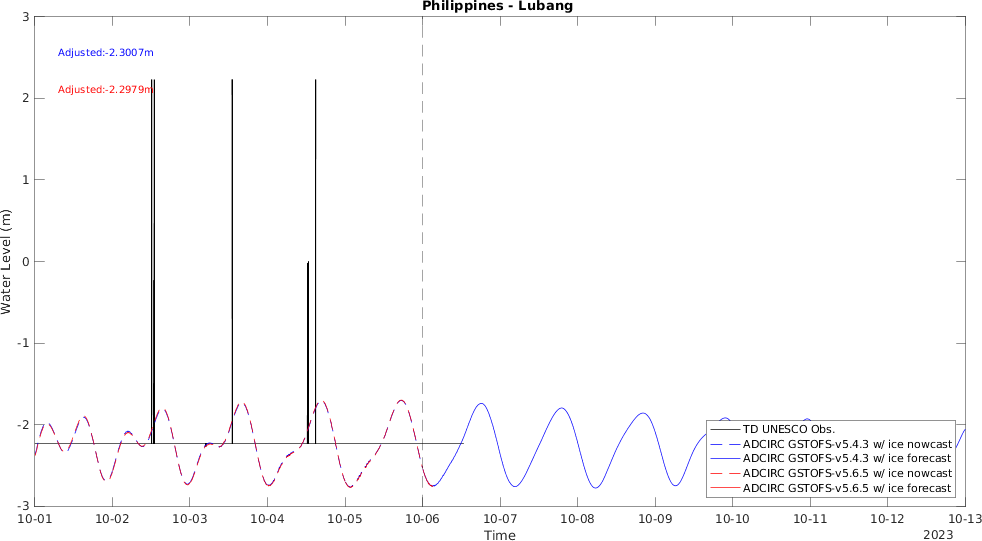 Philippines - Lubang
Adjusted:-2.3007m
Adjusted:-2.2979m
Water Level (m)
3
2
1
0
-1
-2
-3
TD UNESCO Obs.
ADCIRC GSTOFS-v5.4.3 w/ ice nowcast
ADCIRC GSTOFS-v5.4.3 w/ ice forecast
ADCIRC GSTOFS-v5.6.5 w/ ice nowcast
ADCIRC GSTOFS-v5.6.5 w/ ice forecast
10-01 10-02 10-03 10-04 10-05 10-06 10-07 10-08 10-09 10-10 10-11 10-12 10-13
Time
2023